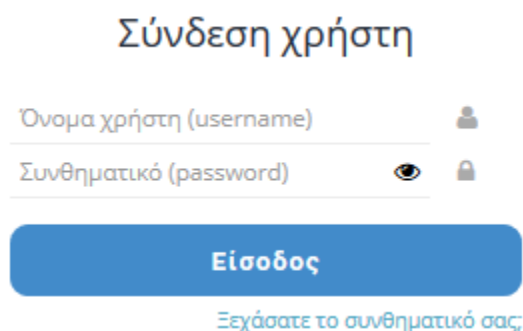 Σύνδεση χρήστη
Όνομα χρήστη (username)
Συνθηματικό (password)
Είσοδος
Ξεχάσατε το συνθηματικό σας;